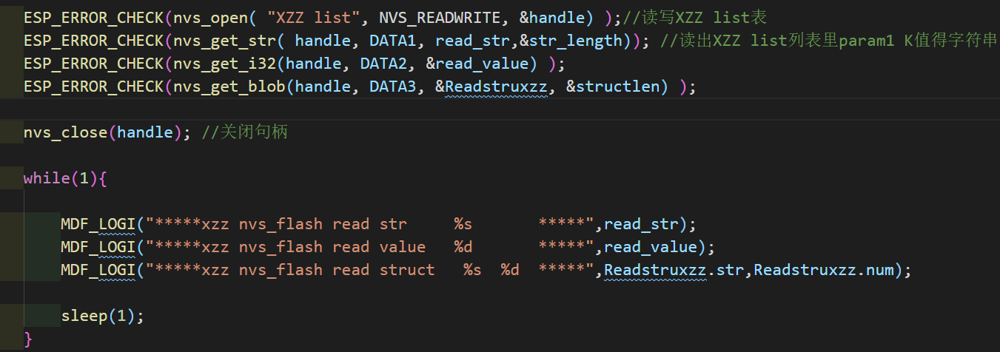 ESP_ERROR_CHECK(nvs_open( "XZZ list", NVS_READWRITE, &handle) );//读写XZZ list表
ESP_ERROR_CHECK(nvs_get_str( handle, DATA1, read_str,&str_length)); //读出XZZ list列表里param1 K值得字符串
ESP_ERROR_CHECK(nvs_get_i32(handle, DATA2, &read_value) );
ESP_ERROR_CHECK(nvs_get_blob(handle, DATA3, &Readstruxzz, &structlen) );
nvs_close(handle); //关闭句柄
while(1){
MDF_LOGI("*****xzz nvs_flash read str     %s       *****",read_str);
MDF_LOGI("*****xzz nvs_flash read value   %d       *****",read_value);
MDF_LOGI("*****xzz nvs_flash read struct   %s  %d  *****",Readstruxzz.str,Readstruxzz.num);
sleep(1);
}